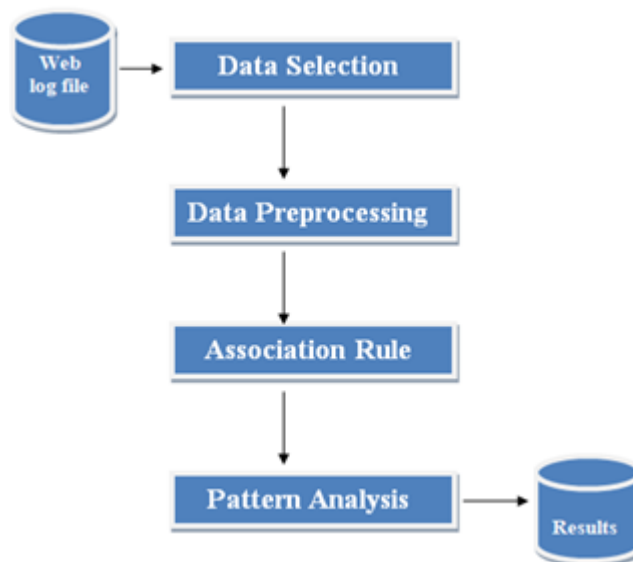 Web
log file
Data Selection
Data Preprocessing
Association Rule
Pattern Analysis
Results